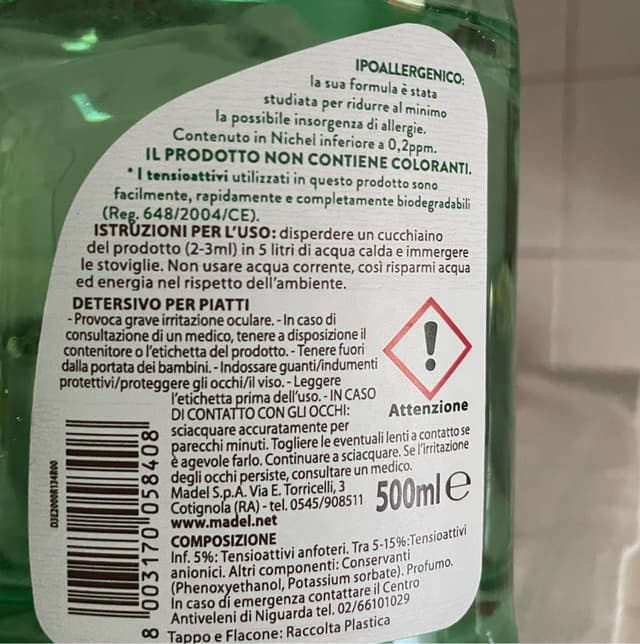 IPOALLERGENICO:
la sua formula è stata
studiata per ridurre al minimo
la possibile insorgenza di allergie.
Contenuto in Nichel inferiore a 0,2ppm.
IL PRODOTTO NON CONTIENE COLORANTI.
* I tensioattivi utilizzati in questo prodotto sono
facilmente, rapidamente e completamente biodegradabili
(Reg. 648/2004/CE).
ISTRUZIONI PER L'USO: disperdere un cucchiaino
del prodotto (2-3ml) in 5 litri di acqua calda e immergere
le stoviglie. Non usare acqua corrente, così risparmi acqua
ed energia nel rispetto dell'ambiente.
DETERSIVO PER PIATTI
- Provoca grave irritazione oculare. - In caso di
consultazione di un medico, tenere a disposizione il
contenitore o l'etichetta del prodotto. - Tenere fuori
dalla portata dei bambini. - Indossare guanti/indumenti
protettivi/proteggere gli occhi/il viso. - Leggere
l'etichetta prima dell'uso. - IN CASO
DI CONTATTO CON GLI OCCHI:
sciacquare accuratamente per
parecchi minuti. Togliere le eventuali lenti a contatto se
è agevole farlo. Continuare a sciacquare. Se l'irritazione
degli occhi persiste, consultare un medico.
Attenzione
Madel S.p.A. Via E. Torricelli, 3
Cotignola (RA) - tel. 0545/908511
www.madel.net
500ml e
COMPOSIZIONE
Inf. 5%: Tensioattivi anfoteri. Tra 5-15%:Tensioattivi
anionici. Altri componenti: Conservanti
(Phenoxyethanol, Potassium sorbate). Profumo.
In caso di emergenza contattare il Centro
Antiveleni di Niguarda tel. 02/66101029
Tappo e Flacone: Raccolta Plastica
8 003170 058408
D3E2000R134R00